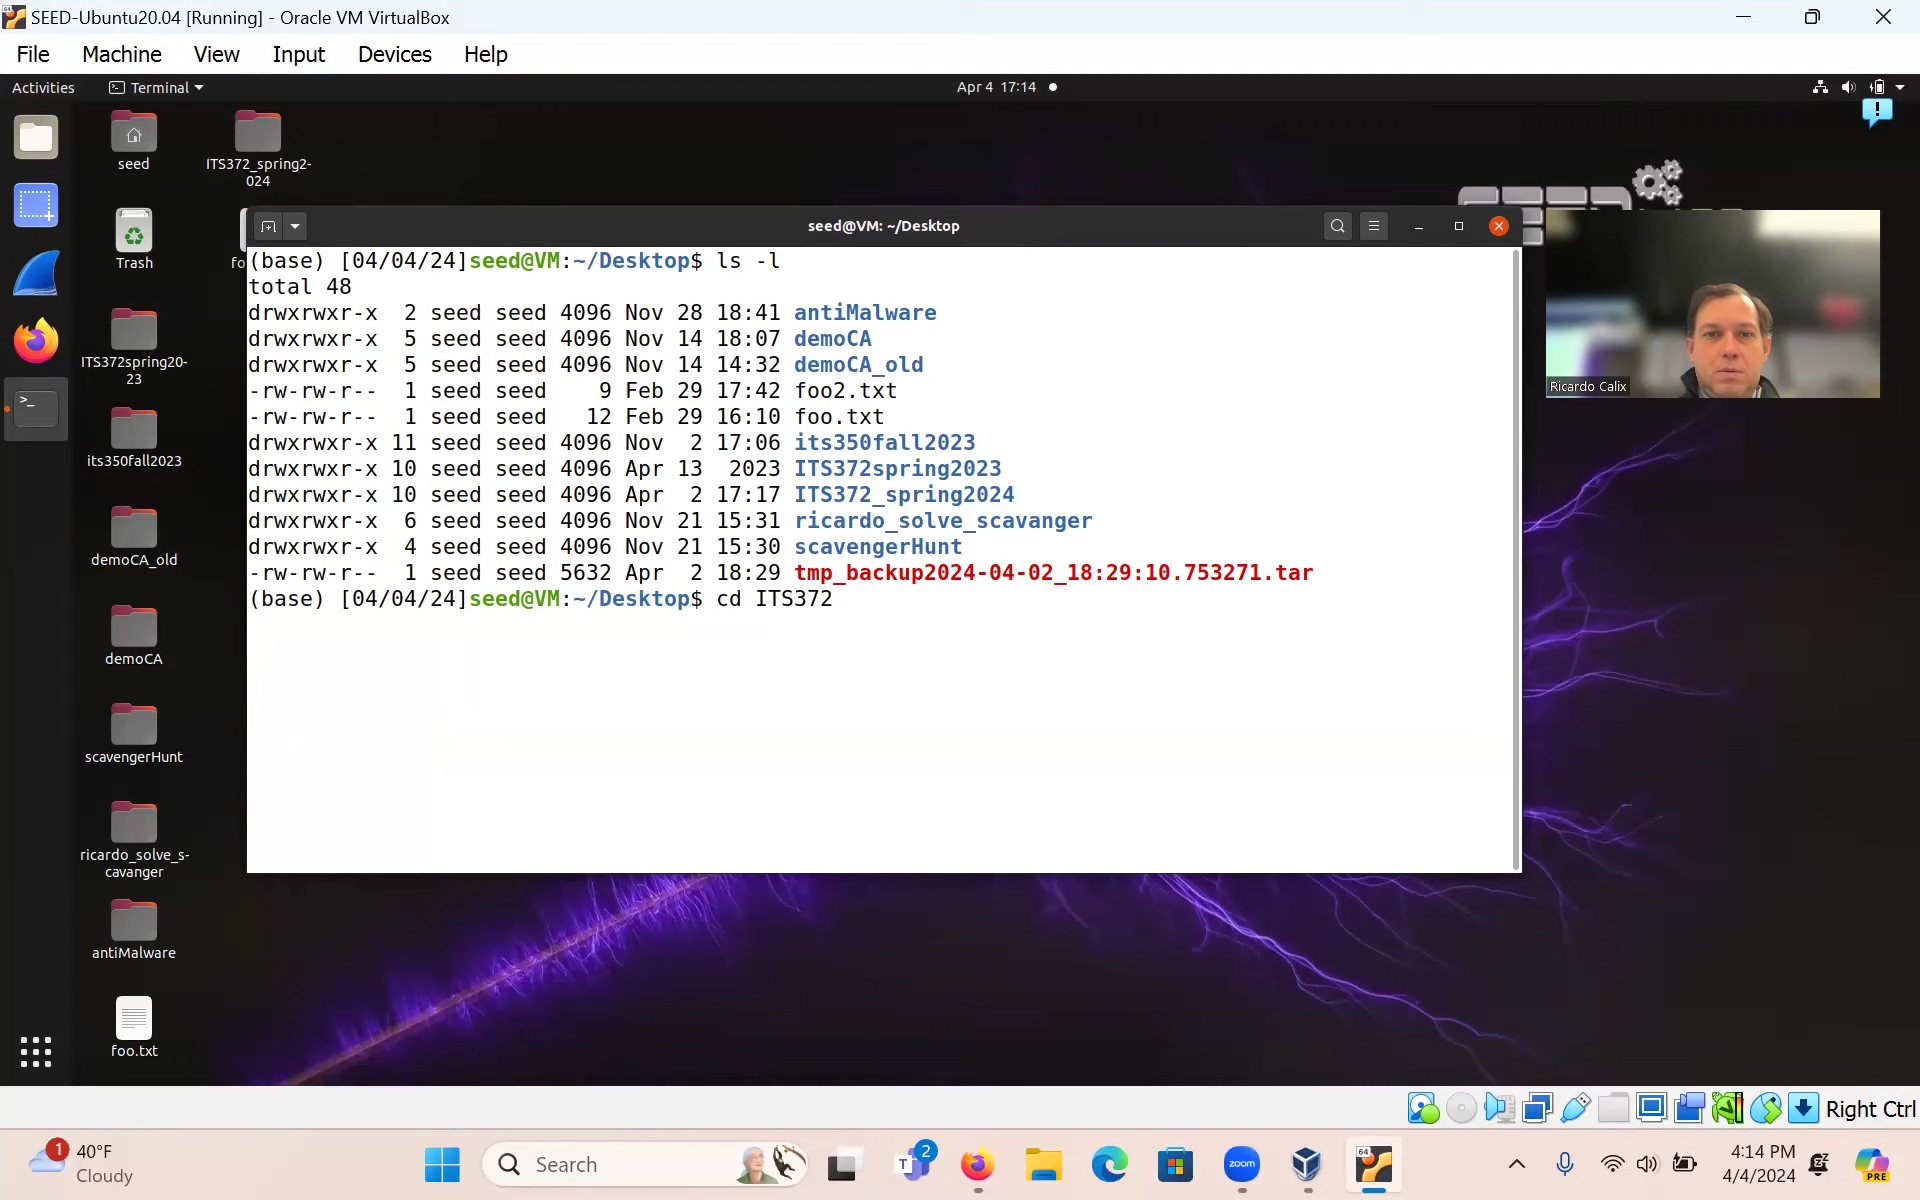 SEED-Ubuntu20.04 [Running] - Oracle VM VirtualBox
File Machine View Input Devices Help
Activities Terminal Apr 4 17:14
seed
ITS372_spring2-
024
Trash
fo
ITS372spring20-
23
its350fall2023
demoCA_old
demoCA
scavengerHunt
ricardo_solve_s-
cavanger
antiMalware
foo.txt
seed@VM: ~/Desktop
(base) [04/04/24]seed@VM:~/Desktop$ ls -l
total 48
drwxrwxr-x  2 seed seed 4096 Nov 28 18:41 antiMalware
drwxrwxr-x  5 seed seed 4096 Nov 14 18:07 demoCA
drwxrwxr-x  5 seed seed 4096 Nov 14 14:32 demoCA_old
-rw-rw-r--  1 seed seed    9 Feb 29 17:42 foo2.txt
-rw-rw-r--  1 seed seed   12 Feb 29 16:10 foo.txt
drwxrwxr-x 11 seed seed 4096 Nov  2 17:06 its350fall2023
drwxrwxr-x 10 seed seed 4096 Apr 13  2023 ITS372spring2023
drwxrwxr-x 10 seed seed 4096 Apr  2 17:17 ITS372_spring2024
drwxrwxr-x  6 seed seed 4096 Nov 21 15:31 ricardo_solve_scavanger
drwxrwxr-x  4 seed seed 4096 Nov 21 15:30 scavengerHunt
-rw-rw-r--  1 seed seed 5632 Apr  2 18:29 tmp_backup2024-04-02_18:29:10.753271.tar
(base) [04/04/24]seed@VM:~/Desktop$ cd ITS372
Ricardo Calix
Right Ctrl
1
40°F
Cloudy
Search
T
2
zoom
64
4:14 PM
4/4/2024
PRE